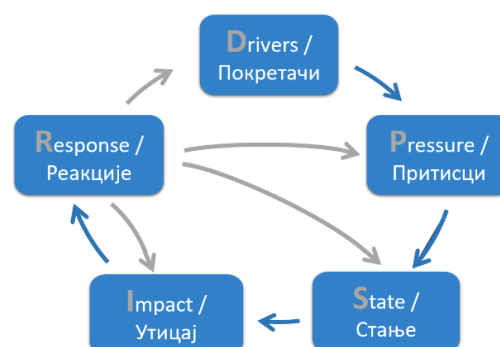 Drivers /
Покретачи
Response /
Реакције
Pressure /
Притисци
Impact /
Утицај
State /
Стање